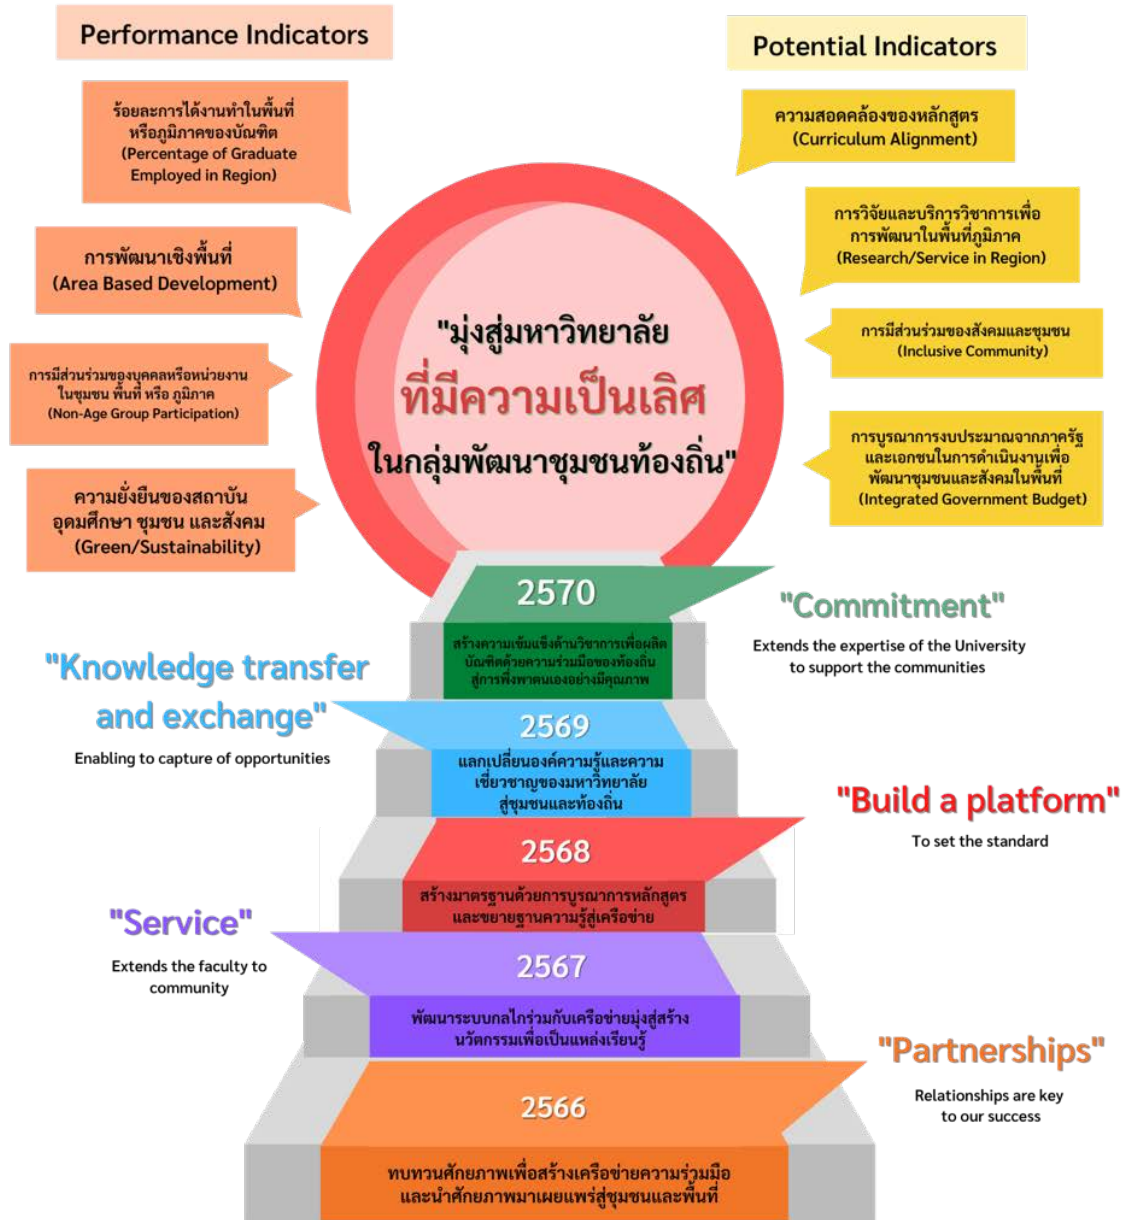 Performance Indicators
Potential Indicators
ร้อยละการได้งานทำในพื้นที่
หรือภูมิภาคของบัณฑิต
(Percentage of Graduate
Employed in Region)
การพัฒนาเชิงพื้นที่
(Area Based Development)
การมีส่วนร่วมของบุคคลหรือหน่วยงาน
ในชุมชน พื้นที่ หรือ ภูมิภาค
(Non-Age Group Participation)
ความยั่งยืนของสถาบัน
อุดมศึกษา ชุมชน และสังคม
(Green/Sustainability)
ความสอดคล้องของหลักสูตร
(Curriculum Alignment)
การวิจัยและบริการวิชาการเพื่อ
การพัฒนาในพื้นที่ภูมิภาค
(Research/Service in Region)
การมีส่วนร่วมของสังคมและชุมชน
(Inclusive Community)
การบูรณาการงบประมาณจากภาครัฐ
และเอกชนในการดำเนินงานเพื่อ
พัฒนาชุมชนและสังคมในพื้นที่
(Integrated Government Budget)
"มุ่งสู่มหาวิทยาลัย
ที่มีความเป็นเลิศ
ในกลุ่มพัฒนาชุมชนท้องถิ่น"
2570
สร้างความเข้มแข็งด้านวิชาการเพื่อผลิต
บัณฑิตด้วยความร่วมมือของท้องถิ่น
สู่การพึ่งพาตนเองอย่างมีคุณภาพ
"Commitment"
Extends the expertise of the University
to support the communities
"Knowledge transfer
and exchange"
Enabling to capture of opportunities
2569
แลกเปลี่ยนองค์ความรู้และความ
เชี่ยวชาญของมหาวิทยาลัย
สู่ชุมชนและท้องถิ่น
"Build a platform"
To set the standard
2568
สร้างมาตรฐานด้วยการบูรณาการหลักสูตร
และขยายฐานความรู้สู่เครือข่าย
"Service"
Extends the faculty to
community
2567
พัฒนาระบบกลไกร่วมกับเครือข่ายมุ่งสู่สร้าง
นวัตกรรมเพื่อเป็นแหล่งเรียนรู้
"Partnerships"
Relationships are key
to our success
2566
ทบทวนศักยภาพเพื่อสร้างเครือข่ายความร่วมมือ
และนำศักยภาพมาเผยแพร่สู่ชุมชนและพื้นที่